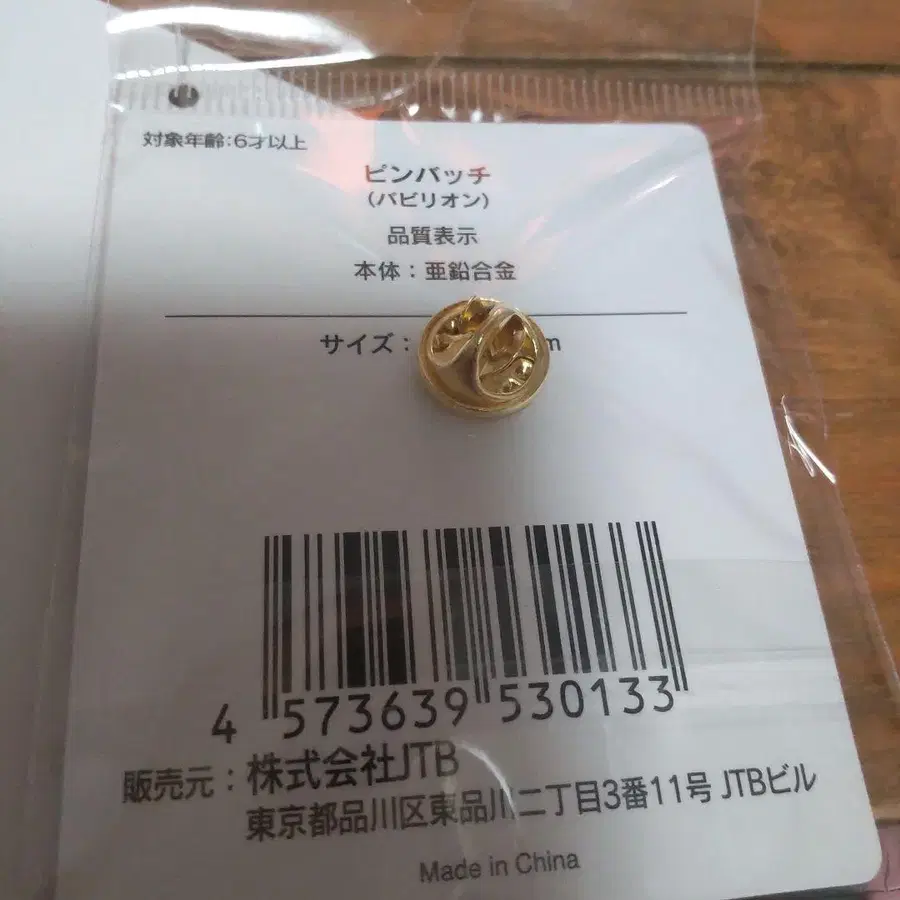 対象年齢:6才以上
ピンバッチ
(パビリオン)
品質表示
本体：亜鉛合金
サイズ：
4 573639 530133
販売元：株式会社JTB
東京都品川区東品川二丁目3番11号 JTBビル
Made in China